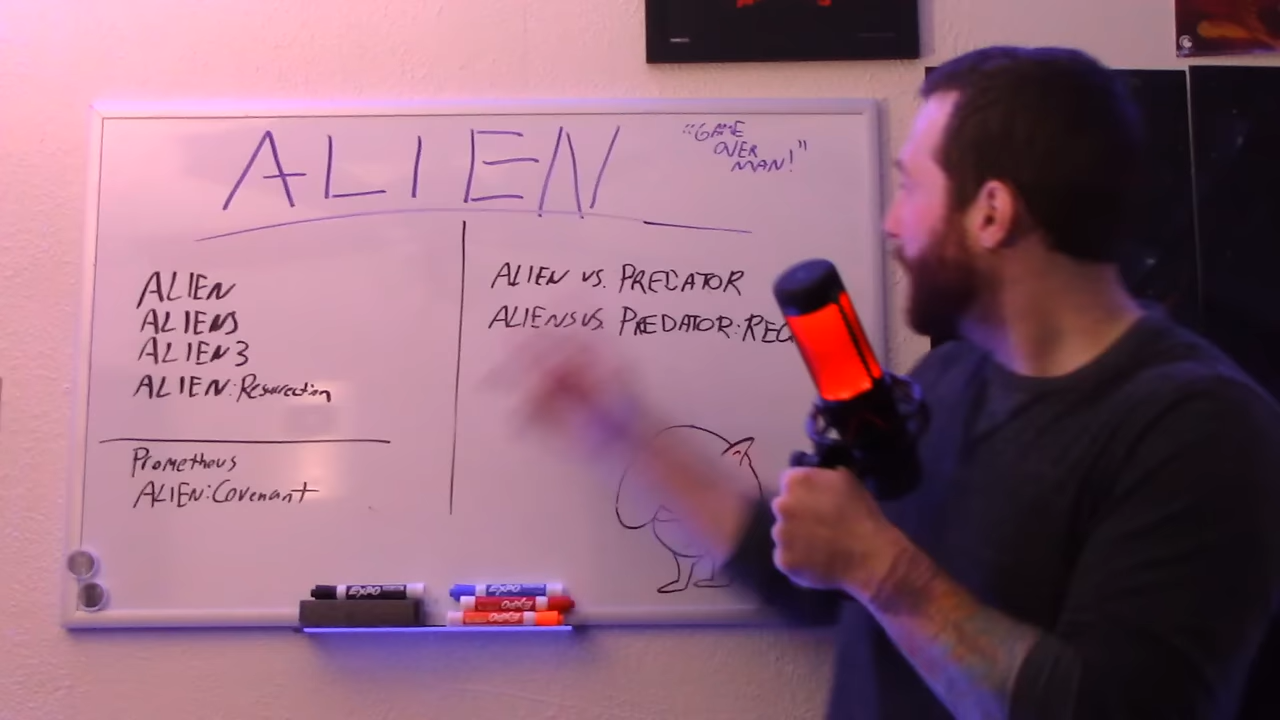 ALIEN
"GAME
OVER
MAN!"
ALIEN
ALIENS
ALIEN3
ALIEN: Resurrection
Prometheus
ALIEN: Covenant
ALIEN VS. PREDATOR
ALIENS VS. PREDATOR: REQ
EXPO
EXPO
EXPO
EXPO